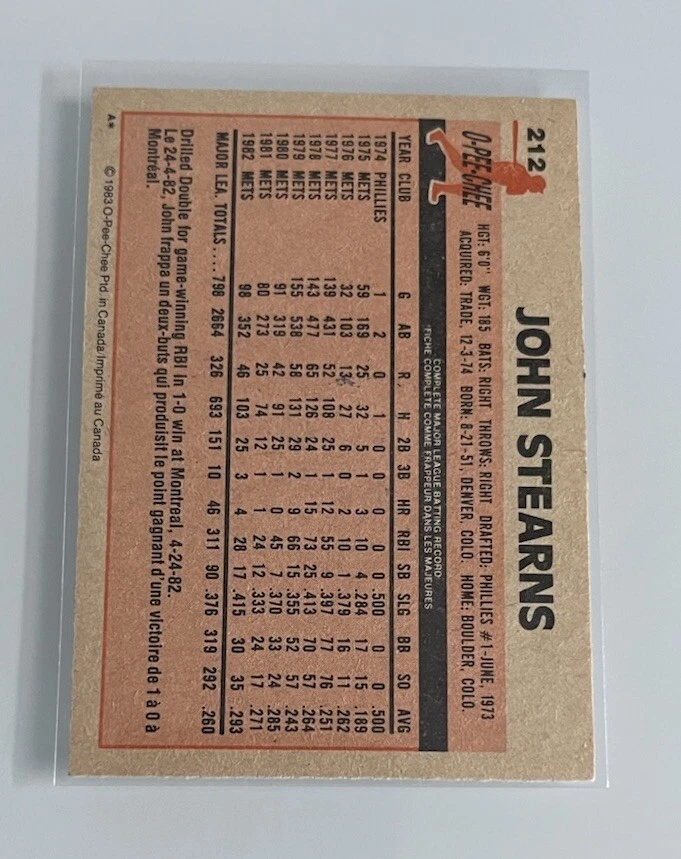 212
JOHN STEARNS
O-PEE-CHEE
HGT: 6'0" WGT: 185 BATS: RIGHT THROWS: RIGHT DRAFTED: PHILLIES #1-JUNE, 1973
ACQUIRED: TRADE, 12-3-74 BORN: 8-21-51, DENVER, COLO. HOME: BOULDER, COLO.
COMPLETE MAJOR LEAGUE BATTING RECORD
FICHE COMPLETE COMME FRAPPEUR DANS LES MAJEURES
YEAR CLUB G AB R H 2B 3B HR RBI SB SLG BB SO AVG
1974 PHILLIES 1 2 0 1 0 0 0 0 0 .500 0 0 .500
1975 METS 59 169 25 32 5 1 3 10 4 .284 17 15 .189
1976 METS 32 103 13 27 6 0 2 10 1 .379 16 11 .262
1977 METS 139 431 52 108 25 1 12 55 9 .397 77 76 .251
1978 METS 143 477 65 126 24 1 15 73 25 .413 70 57 .264
1979 METS 155 538 58 131 29 2 9 66 15 .355 52 57 .243
1980 METS 91 319 42 91 25 1 0 45 7 .370 33 24 .285
1981 METS 80 273 25 74 12 1 1 24 12 .333 24 17 .271
1982 METS 98 352 46 103 25 3 4 28 17 .415 30 35 .293
MAJOR LEA. TOTALS .... 798 2664 326 693 151 10 46 311 90 .376 319 292 .260
Drilled Double for game-winning RBI in 1-0 win at Montreal, 4-24-82.
Le 24-4-82, John frappa un deux-buts qui produisit le point gagnant d'une victoire de 1 à 0 à
Montréal.
A* © 1983 O-Pee-Chee Ptd. in Canada/Imprimé au Canada